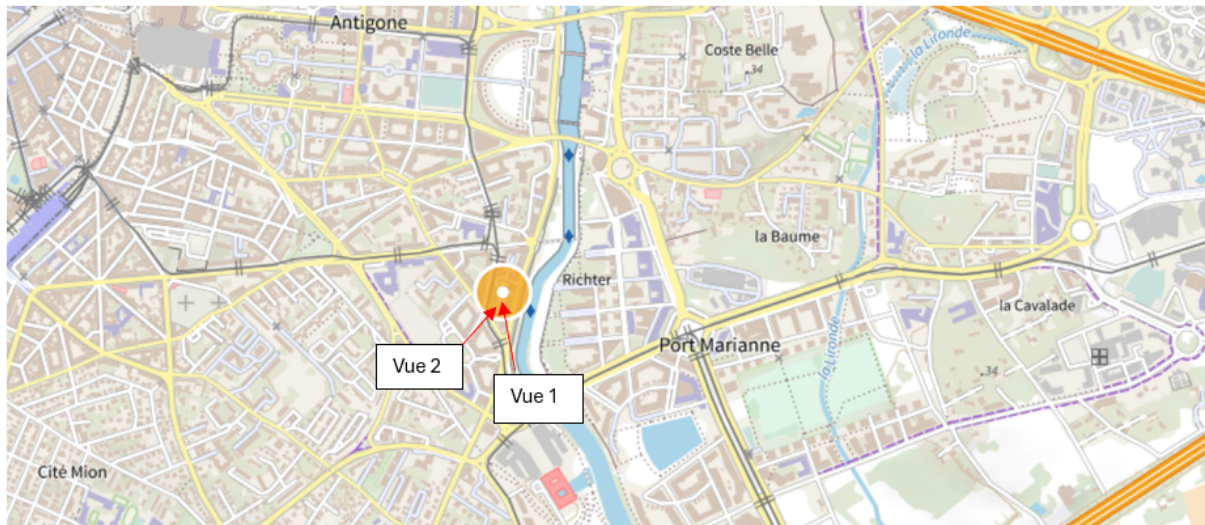 Antigone
la Lironde
Coste Belle
.34
la Baume
Richter
la Cavalade
Vue 2
Port Marianne
la Lironde
.34
Vue 1
Cité Mion